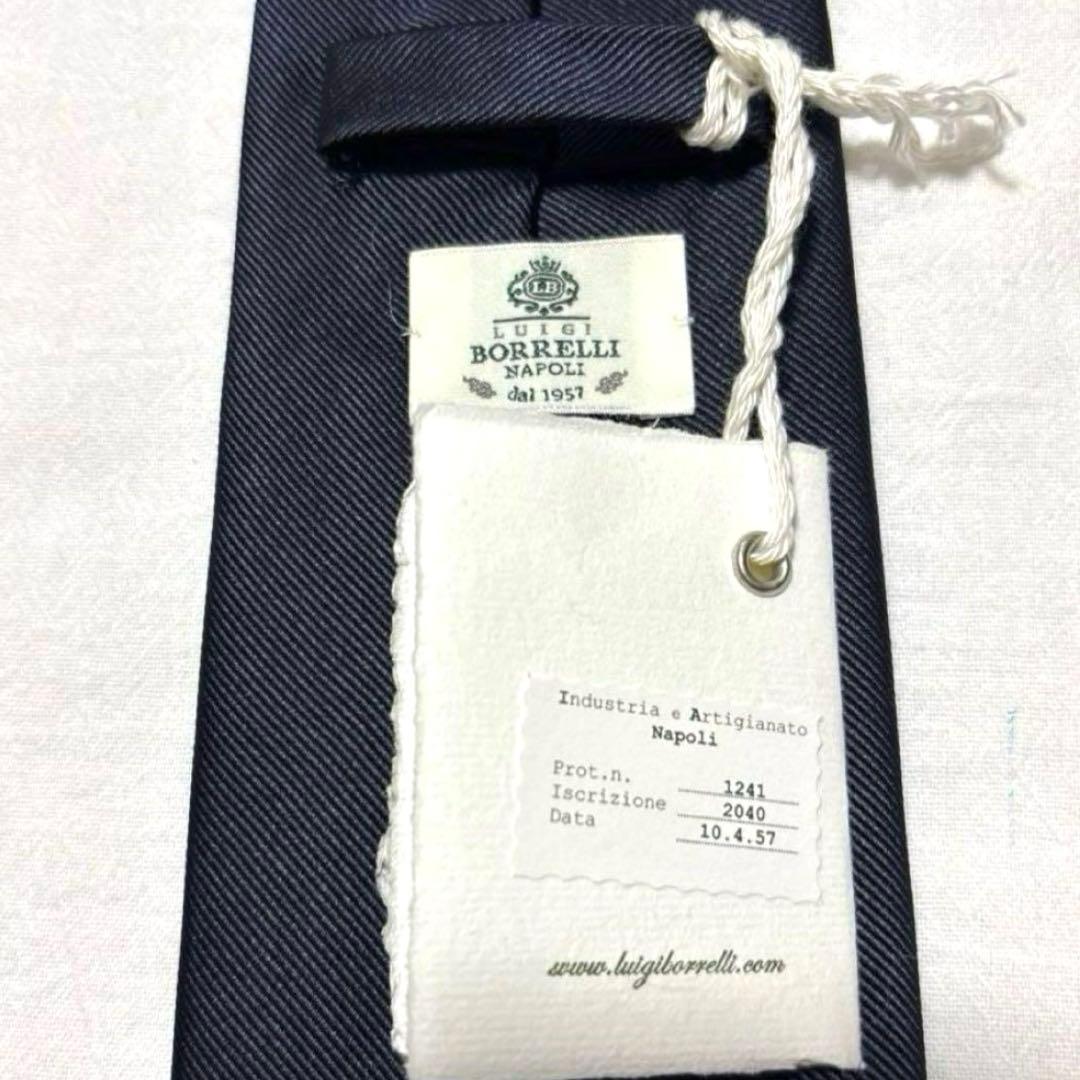 LB
LUIGI
BORRELLI
NAPOLI
dal 1957
Industria e Artigianato
Napoli
Prot.n. 1241
Iscrizione 2040
Data 10.4.57
www.luigiborrelli.com